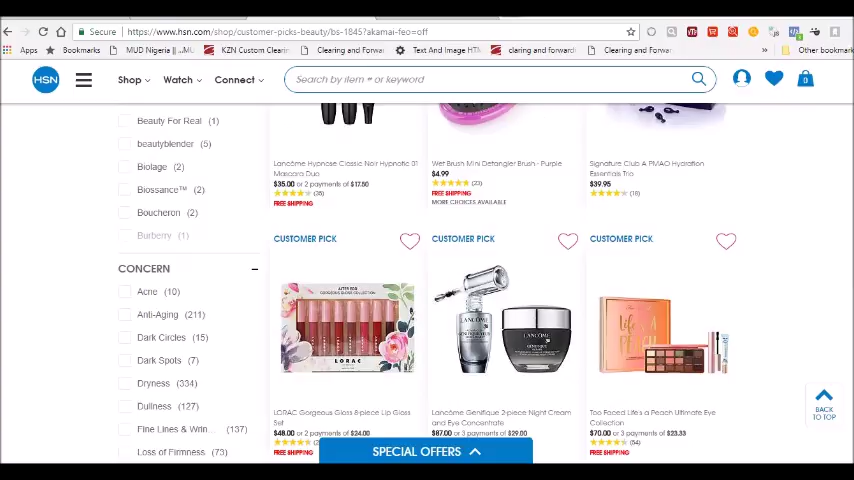 Secure
https://www.hsn.com/shop/customer-picks-beauty/bs-1845?akamai-feo=off
Apps
Bookmarks
MUD Nigeria ||...MU
KZN Custom Clearin
Clearing and Forwar
Text And Image HTM
claring and forward
Clearing and Forwar
»
Other bookmark
HSN
Shop
Watch
Connect
Search by item # or keyword
0
Beauty For Real (1)
beautyblender (5)
Biolage (2)
Biossance™ (2)
Boucheron (2)
Burberry (1)
CONCERN
Acne (10)
Anti-Aging (211)
Dark Circles (15)
Dark Spots (7)
Dryness (334)
Dullness (127)
Fine Lines & Wrin... (137)
Loss of Firmness (73)
Lancôme Hypnose Classic Noir Hypnotic 01
Mascara Duo
$35.00 or 2 payments of $17.50
(38)
FREE SHIPPING
Wet Brush Mini Detangler Brush - Purple
$4.99
(23)
FREE SHIPPING
MORE CHOICES AVAILABLE
Signature Club A PMAO Hydration
Essentials Trio
$39.95
(18)
CUSTOMER PICK
CUSTOMER PICK
CUSTOMER PICK
LORAC
LANCÔME
LORAC Gorgeous Gloss 8-piece Lip Gloss
Set
$48.00 or 2 payments of $24.00
FREE SHIPPING
Lancôme Genifique 2-piece Night Cream
and Eye Concentrate
$87.00 or 3 payments of $29.00
Too Faced Life's a Peach Ultimate Eye
Collection
$70.00 or 3 payments of $23.33
(54)
FREE SHIPPING
SPECIAL OFFERS
BACK
TO TOP